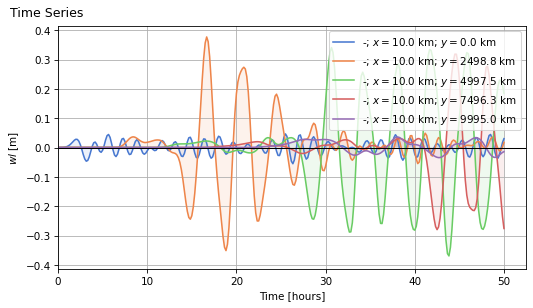 Time Series
0.4
0.3
0.2
0.1
0.0
−0.1
−0.2
−0.3
−0.4
wl [m]
-; x = 10.0 km; y = 0.0 km
-; x = 10.0 km; y = 2498.8 km
-; x = 10.0 km; y = 4997.5 km
-; x = 10.0 km; y = 7496.3 km
-; x = 10.0 km; y = 9995.0 km
0 10 20 30 40 50
Time [hours]